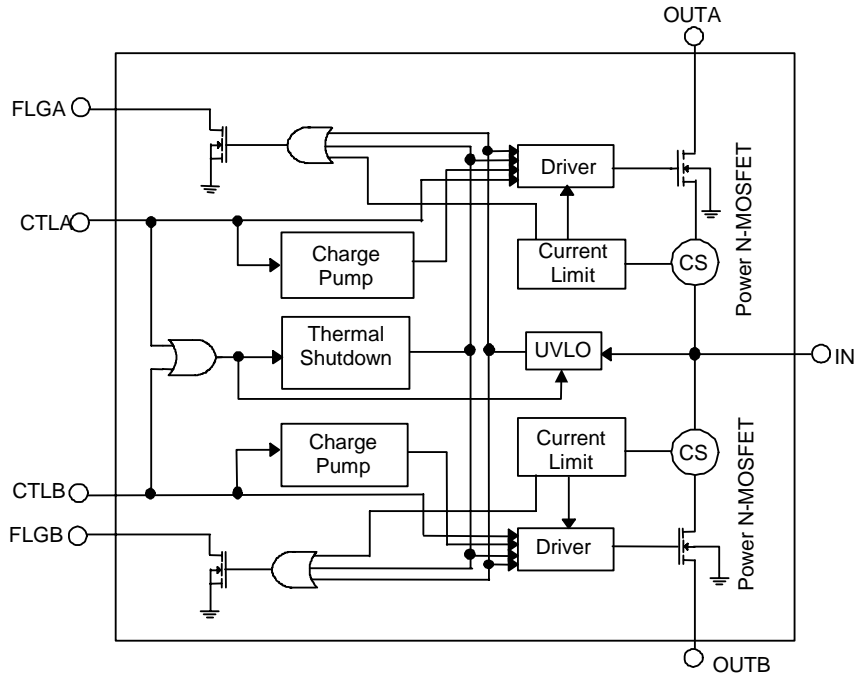 OUTA
FLGA
Driver
Power N-MOSFET
CTLA
Charge
Pump
Current
Limit
CS
Thermal
Shutdown
UVLO
IN
Charge
Pump
Current
Limit
CS
Power N-MOSFET
CTLB
FLGB
Driver
OUTB